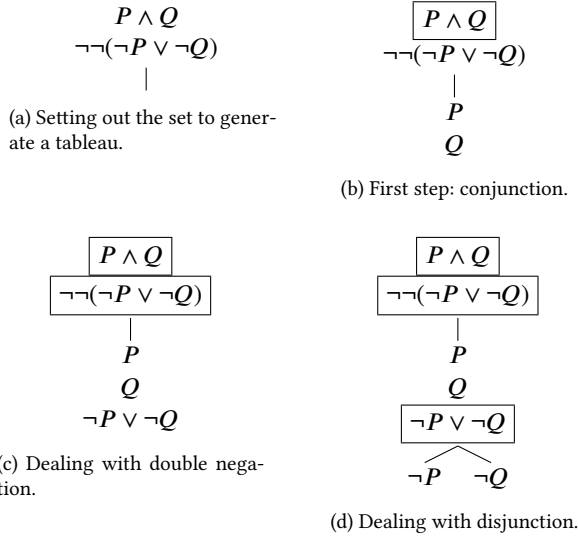 P ∧ Q
¬¬(¬P ∨ ¬Q)
(a) Setting out the set to gener-
ate a tableau.
P ∧ Q
¬¬(¬P ∨ ¬Q)
P
Q
(b) First step: conjunction.
P ∧ Q
¬¬(¬P ∨ ¬Q)
P
Q
¬P ∨ ¬Q
(c) Dealing with double nega-
tion.
P ∧ Q
¬¬(¬P ∨ ¬Q)
P
Q
¬P ∨ ¬Q
¬P ¬Q
(d) Dealing with disjunction.